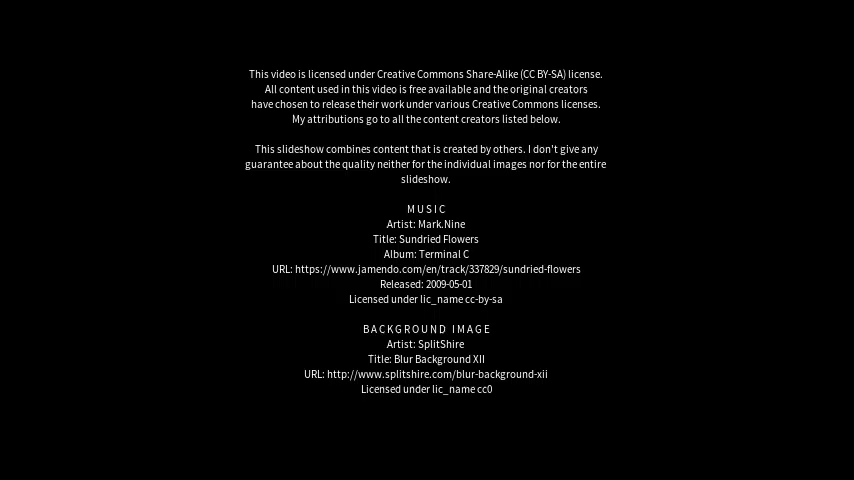 This video is licensed under Creative Commons Share-Alike (CC BY-SA) license.
All content used in this video is free available and the original creators
have chosen to release their work under various Creative Commons licenses.
My attributions go to all the content creators listed below.
This slideshow combines content that is created by others. I don't give any
guarantee about the quality neither for the individual images nor for the entire
slideshow.
MUSIC
Artist: Mark.Nine
Title: Sundried Flowers
Album: Terminal C
URL: https://www.jamendo.com/en/track/337829/sundried-flowers
Released: 2009-05-01
Licensed under lic_name cc-by-sa
BACKGROUND IMAGE
Artist: SplitShire
Title: Blur Background XII
URL: http://www.splitshire.com/blur-background-xii
Licensed under lic_name cc0